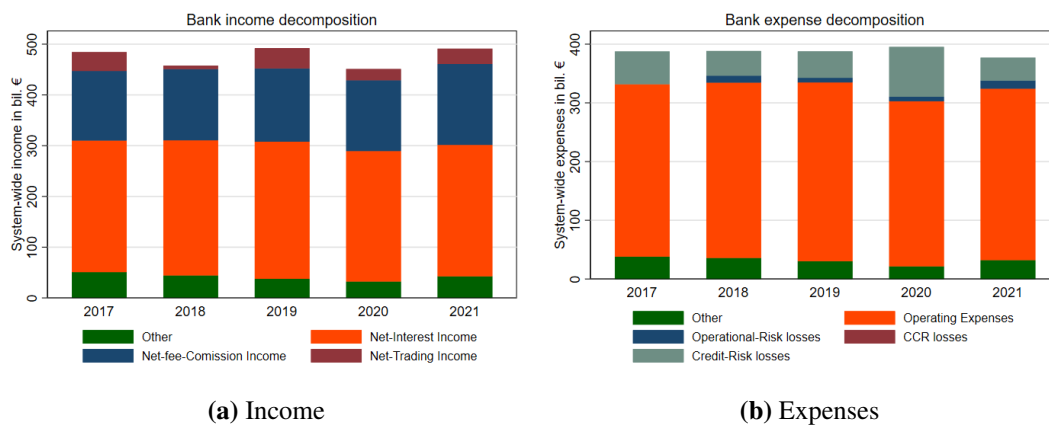 Bank income decomposition
System-wide income in bil. €
500
400
300
200
100
0
2017 2018 2019 2020 2021
Other Net-Interest Income
Net-fee-Comission Income Net-Trading Income
(a) Income
Bank expense decomposition
System-wide expenses in bil. €
400
300
200
100
0
2017 2018 2019 2020 2021
Other Operating Expenses
Operational-Risk losses CCR losses
Credit-Risk losses
(b) Expenses